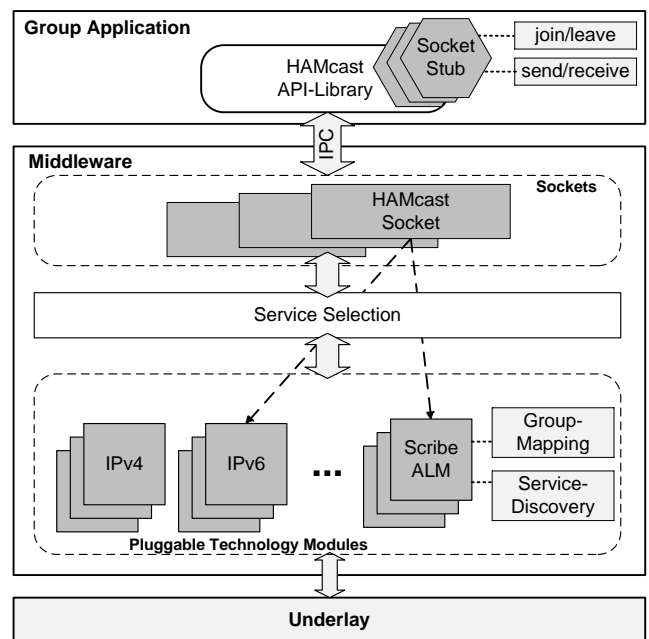 Group Application
HAMcast
API-Library
Socket
Stub
join/leave
send/receive
IPC
Middleware
Sockets
HAMcast
Socket
Service Selection
IPv4
IPv6
...
Scribe
ALM
Group-
Mapping
Service-
Discovery
Pluggable Technology Modules
Underlay